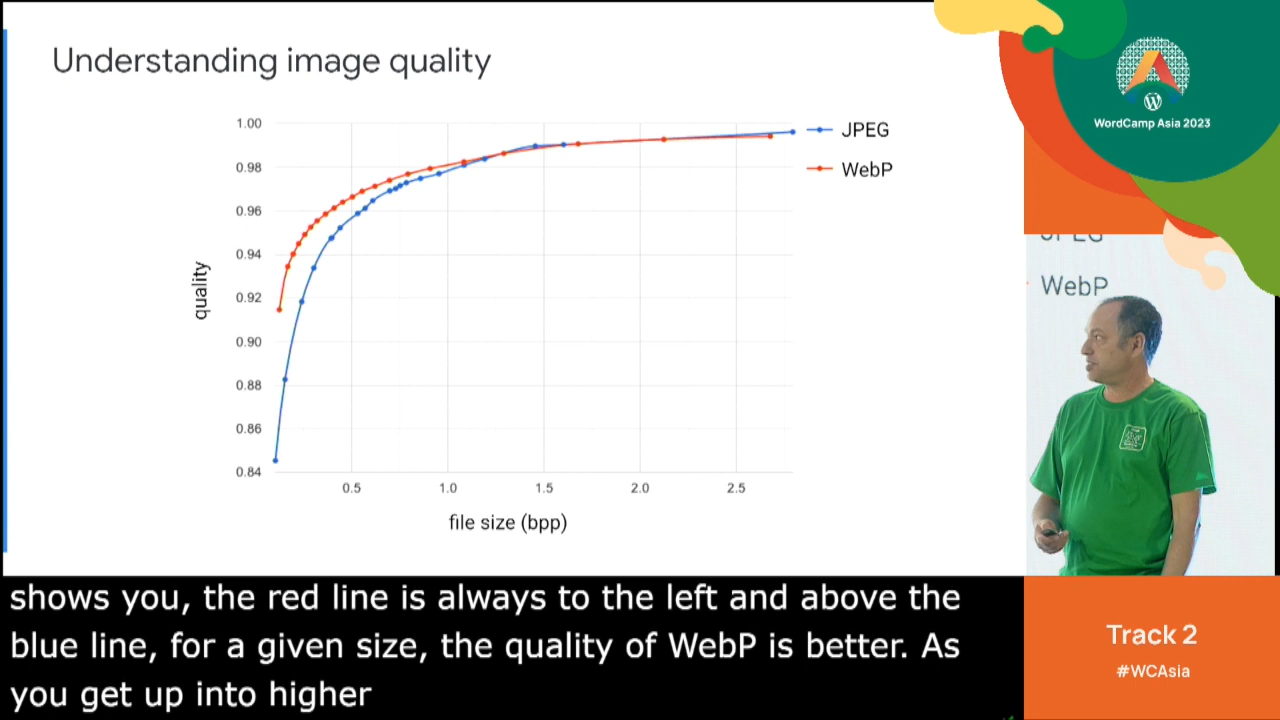 Understanding image quality
1.00
0.98
0.96
0.94
0.92
0.90
0.88
0.86
0.84
quality
0.5
1.0
1.5
2.0
2.5
file size (bpp)
JPEG
WebP
WordCamp Asia 2023
JPEG
WebP
shows you, the red line is always to the left and above the
blue line, for a given size, the quality of WebP is better. As
you get up into higher
Track 2
#WCAsia